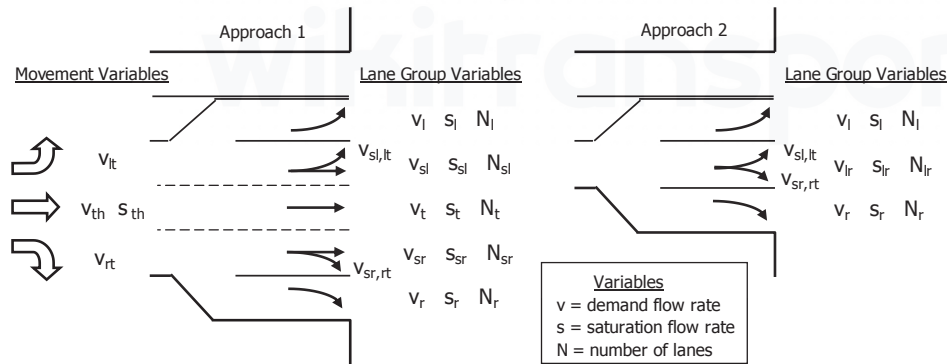 wikitranspor
Approach 1
Approach 2
Movement Variables
Lane Group Variables
Lane Group Variables
v_l s_l N_l
v_lt
v_sl,lt
v_sl s_sl N_sl
v_th s_th
v_t s_t N_t
v_rt
v_sr,rt
v_sr s_sr N_sr
v_r s_r N_r
v_l s_l N_l
v_sl,lt
v_sr,rt
v_lr s_lr N_lr
v_r s_r N_r
Variables
v = demand flow rate
s = saturation flow rate
N = number of lanes